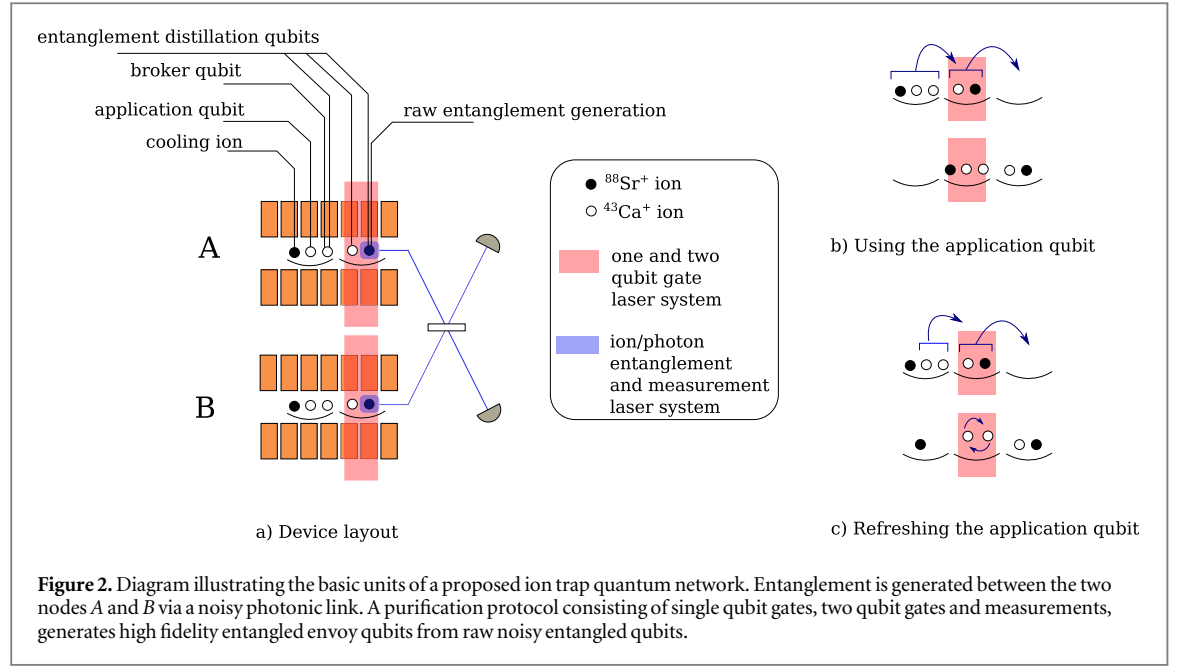 entanglement distillation qubits
broker qubit
application qubit
cooling ion
raw entanglement generation
A
B
a) Device layout
⁸⁸Sr⁺ ion
⁴³Ca⁺ ion
one and two
qubit gate
laser system
ion/photon
entanglement
and measurement
laser system
b) Using the application qubit
c) Refreshing the application qubit
Figure 2. Diagram illustrating the basic units of a proposed ion trap quantum network. Entanglement is generated between the two
nodes A and B via a noisy photonic link. A purification protocol consisting of single qubit gates, two qubit gates and measurements,
generates high fidelity entangled envoy qubits from raw noisy entangled qubits.